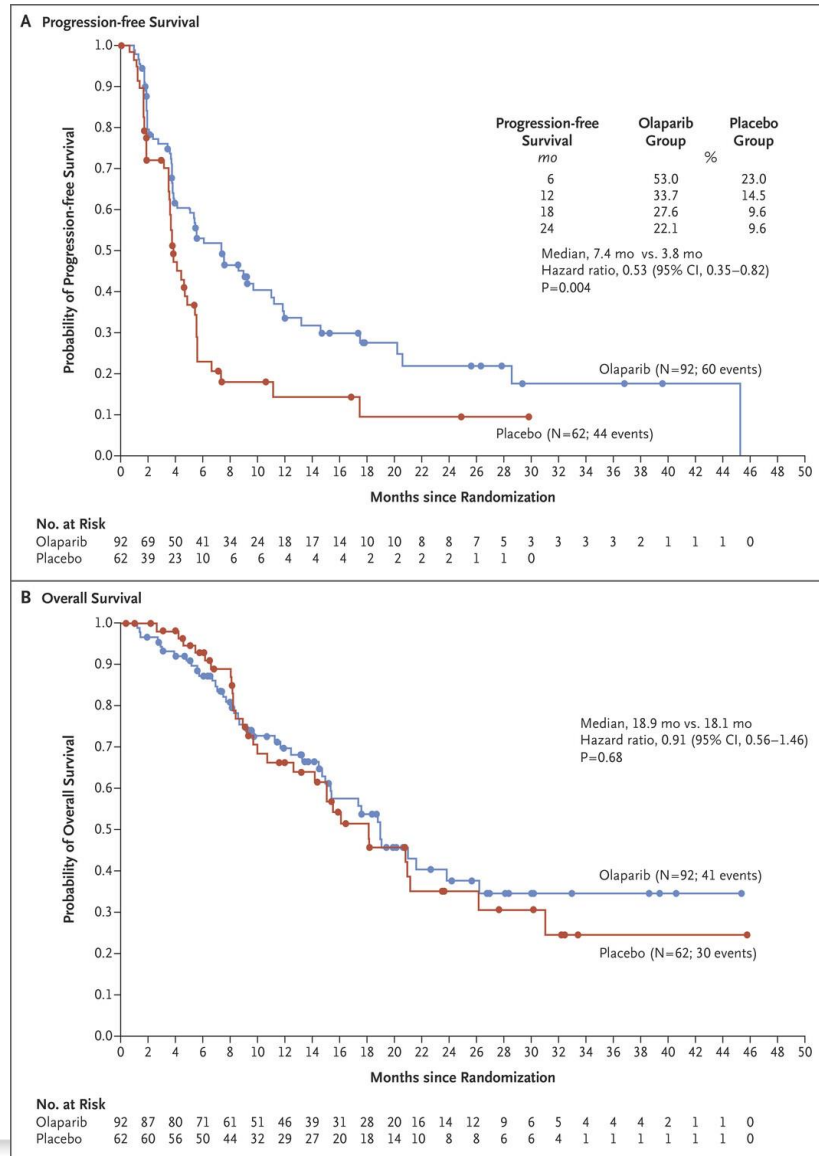 A Progression-free Survival
Probability of Progression-free Survival
1.0
0.9
0.8
0.7
0.6
0.5
0.4
0.3
0.2
0.1
0.0
0 2 4 6 8 10 12 14 16 18 20 22 24 26 28 30 32 34 36 38 40 42 44 46 48 50
Months since Randomization
Progression-free Survival Olaparib Group Placebo Group
mo %
6 53.0 23.0
12 33.7 14.5
18 27.6 9.6
24 22.1 9.6
Median, 7.4 mo vs. 3.8 mo
Hazard ratio, 0.53 (95% CI, 0.35–0.82)
P=0.004
Olaparib (N=92; 60 events)
Placebo (N=62; 44 events)
No. at Risk
Olaparib 92 69 50 41 34 24 18 17 14 10 10 8 8 7 5 3 3 3 3 2 1 1 1 0
Placebo 62 39 23 10 6 6 4 4 4 2 2 2 2 1 1 0
B Overall Survival
Probability of Overall Survival
1.0
0.9
0.8
0.7
0.6
0.5
0.4
0.3
0.2
0.1
0.0
0 2 4 6 8 10 12 14 16 18 20 22 24 26 28 30 32 34 36 38 40 42 44 46 48 50
Months since Randomization
Median, 18.9 mo vs. 18.1 mo
Hazard ratio, 0.91 (95% CI, 0.56–1.46)
P=0.68
Olaparib (N=92; 41 events)
Placebo (N=62; 30 events)
No. at Risk
Olaparib 92 87 80 71 61 51 46 39 31 28 20 16 14 12 9 6 5 4 4 4 2 1 1 0
Placebo 62 60 56 50 44 32 29 27 20 18 14 10 8 8 6 6 4 1 1 1 1 1 1 0